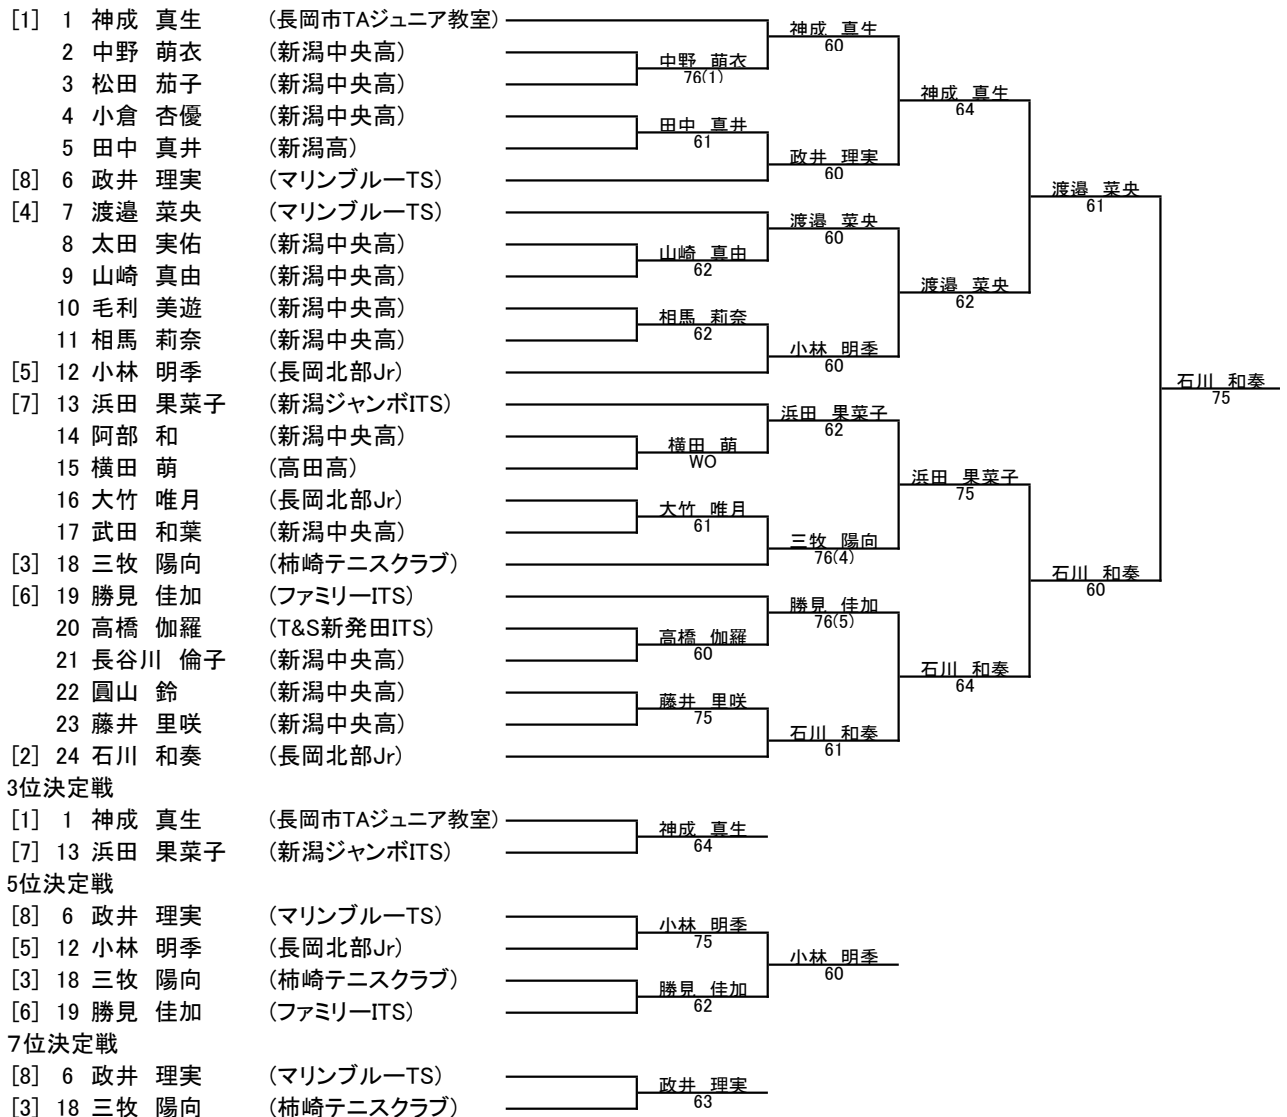 [1] 1 神成 真生 (長岡市TAジュニア教室)
神成 真生
60
2 中野 萌衣 (新潟中央高)
中野 萌衣
76(1)
3 松田 茄子 (新潟中央高)
神成 真生
64
4 小倉 杏優 (新潟中央高)
田中 真井
61
5 田中 真井 (新潟高)
政井 理実
60
[8] 6 政井 理実 (マリンブルーTS)
渡邉 菜央
61
[4] 7 渡邉 菜央 (マリンブルーTS)
渡邉 菜央
60
8 太田 実佑 (新潟中央高)
山崎 真由
62
9 山崎 真由 (新潟中央高)
渡邉 菜央
62
10 毛利 美遊 (新潟中央高)
相馬 莉奈
62
11 相馬 莉奈 (新潟中央高)
小林 明季
60
[5] 12 小林 明季 (長岡北部Jr)
石川 和奏
75
[7] 13 浜田 果菜子 (新潟ジャンボITS)
浜田 果菜子
62
14 阿部 和 (新潟中央高)
横田 萌
WO
15 横田 萌 (高田高)
浜田 果菜子
75
16 大竹 唯月 (長岡北部Jr)
大竹 唯月
61
17 武田 和葉 (新潟中央高)
三牧 陽向
76(4)
[3] 18 三牧 陽向 (柿崎テニスクラブ)
石川 和奏
60
[6] 19 勝見 佳加 (ファミリーITS)
勝見 佳加
76(5)
20 高橋 伽羅 (T&S新発田ITS)
高橋 伽羅
60
21 長谷川 倫子 (新潟中央高)
石川 和奏
64
22 圓山 鈴 (新潟中央高)
藤井 里咲
75
23 藤井 里咲 (新潟中央高)
石川 和奏
61
[2] 24 石川 和奏 (長岡北部Jr)
3位決定戦
[1] 1 神成 真生 (長岡市TAジュニア教室)
神成 真生
64
[7] 13 浜田 果菜子 (新潟ジャンボITS)
5位決定戦
[8] 6 政井 理実 (マリンブルーTS)
小林 明季
75
[5] 12 小林 明季 (長岡北部Jr)
小林 明季
60
[3] 18 三牧 陽向 (柿崎テニスクラブ)
勝見 佳加
62
[6] 19 勝見 佳加 (ファミリーITS)
7位決定戦
[8] 6 政井 理実 (マリンブルーTS)
政井 理実
63
[3] 18 三牧 陽向 (柿崎テニスクラブ)